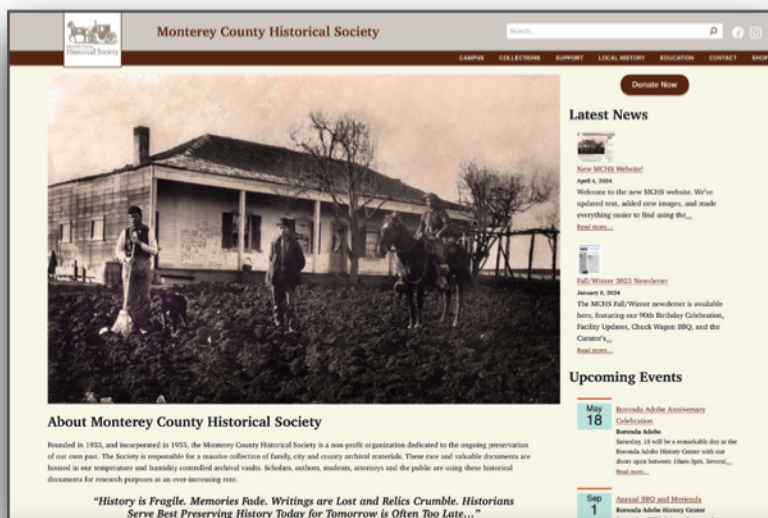 Monterey County Historical Society
Search...
Historical Society
CAMPUS COLLECTIONS SUPPORT LOCAL HISTORY EDUCATION CONTACT SHOP
Donate Now
Latest News
New MCHS Website!
April 4, 2024
Welcome to the new MCHS website. We've
updated text, added new images, and made
everything easier to find using the...
Read more...
Fall/Winter 2023 Newsletter
January 8, 2024
The MCHS Fall/Winter newsletter is available
here, featuring our 90th Birthday Celebration,
Facility Updates, Chuck Wagon BBQ, and the
Curator's...
Read more...
Upcoming Events
May
18
Boronda Adobe Anniversary
Celebration
Boronda Adobe
Saturday, 18 will be a remarkable day at the
Boronda Adobe History Center with our
doors open between 10am-3pm. Several...
Read more...
Sep
1
Annual BBQ and Merienda
Boronda Adobe History Center
About Monterey County Historical Society
Founded in 1933, and incorporated in 1955, the Monterey County Historical Society is a non-profit organization dedicated to the ongoing preservation
of our own past. The Society is responsible for a massive collection of family, city and county archival materials. These rare and valuable documents are
housed in our temperature and humidity controlled archival vaults. Scholars, authors, students, attorneys and the public are using these historical
documents for research purposes at an ever-increasing rate.
"History is Fragile. Memories Fade. Writings are Lost and Relics Crumble. Historians
Serve Best Preserving History Today for Tomorrow is Often Too Late..."